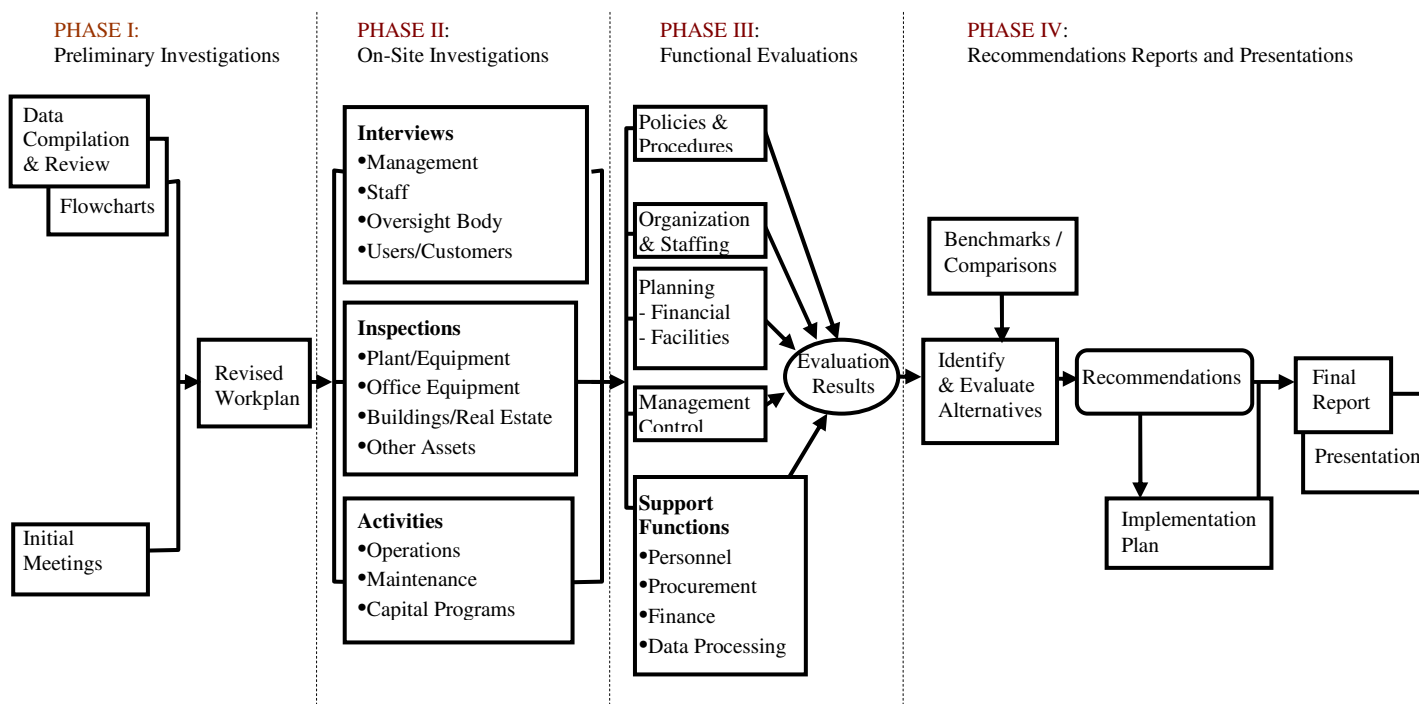 PHASE I:
Preliminary Investigations
PHASE II:
On-Site Investigations
PHASE III:
Functional Evaluations
PHASE IV:
Recommendations Reports and Presentations
Data
Compilation
& Review
Flowcharts
Initial
Meetings
Revised
Workplan
Interviews
•Management
•Staff
•Oversight Body
•Users/Customers
Inspections
•Plant/Equipment
•Office Equipment
•Buildings/Real Estate
•Other Assets
Activities
•Operations
•Maintenance
•Capital Programs
Policies &
Procedures
Organization
& Staffing
Planning
- Financial
- Facilities
Management
Control
Support
Functions
•Personnel
•Procurement
•Finance
•Data Processing
Evaluation
Results
Benchmarks /
Comparisons
Identify
& Evaluate
Alternatives
Recommendations
Implementation
Plan
Final
Report
Presentation